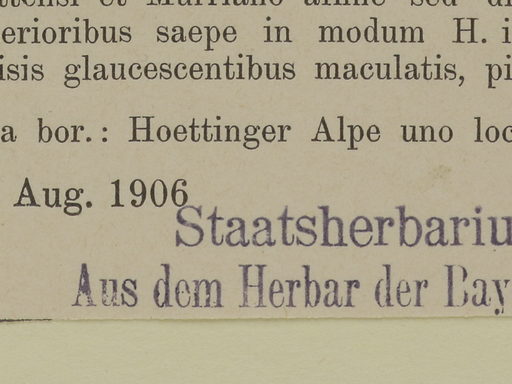 erioribus saepe in modum H. i
isis glaucescentibus maculatis, pi
a bor.: Hoettinger Alpe uno loc
Aug. 1906
Staatsherbariu
Aus dem Herbar der Bay